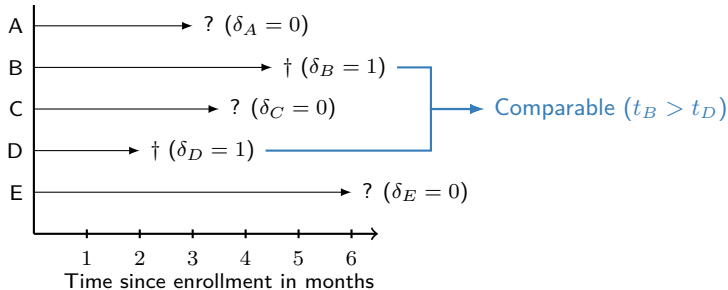 A ? (δ_A = 0)
B † (δ_B = 1)
Comparable (t_B > t_D)
C ? (δ_C = 0)
D † (δ_D = 1)
E ? (δ_E = 0)
1 2 3 4 5 6
Time since enrollment in months